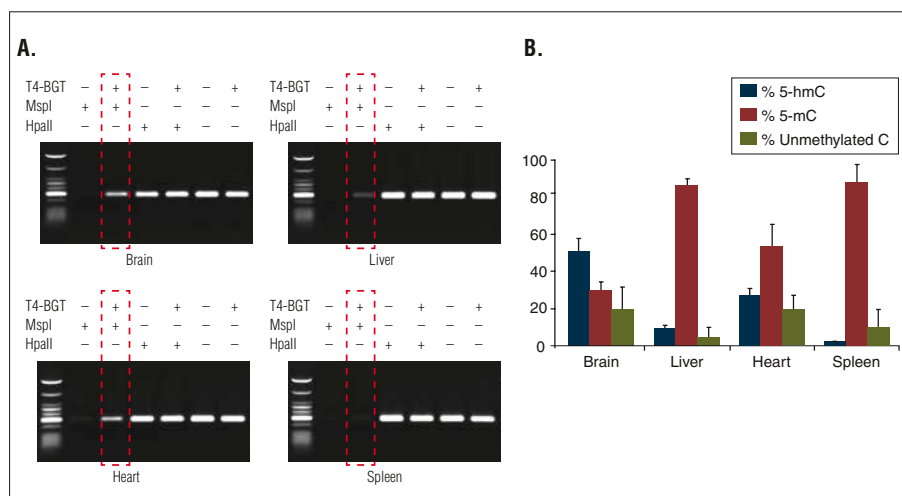 A.
T4-BGT – + – + – +
MspI + + – – – –
HpaII – – + + – –
Brain
T4-BGT – + – + – +
MspI + + – – – –
HpaII – – + + – –
Liver
T4-BGT – + – + – +
MspI + + – – – –
HpaII – – + + – –
Heart
T4-BGT – + – + – +
MspI + + – – – –
HpaII – – + + – –
Spleen
B.
% 5-hmC
% 5-mC
% Unmethylated C
100
80
60
40
20
0
Brain Liver Heart Spleen